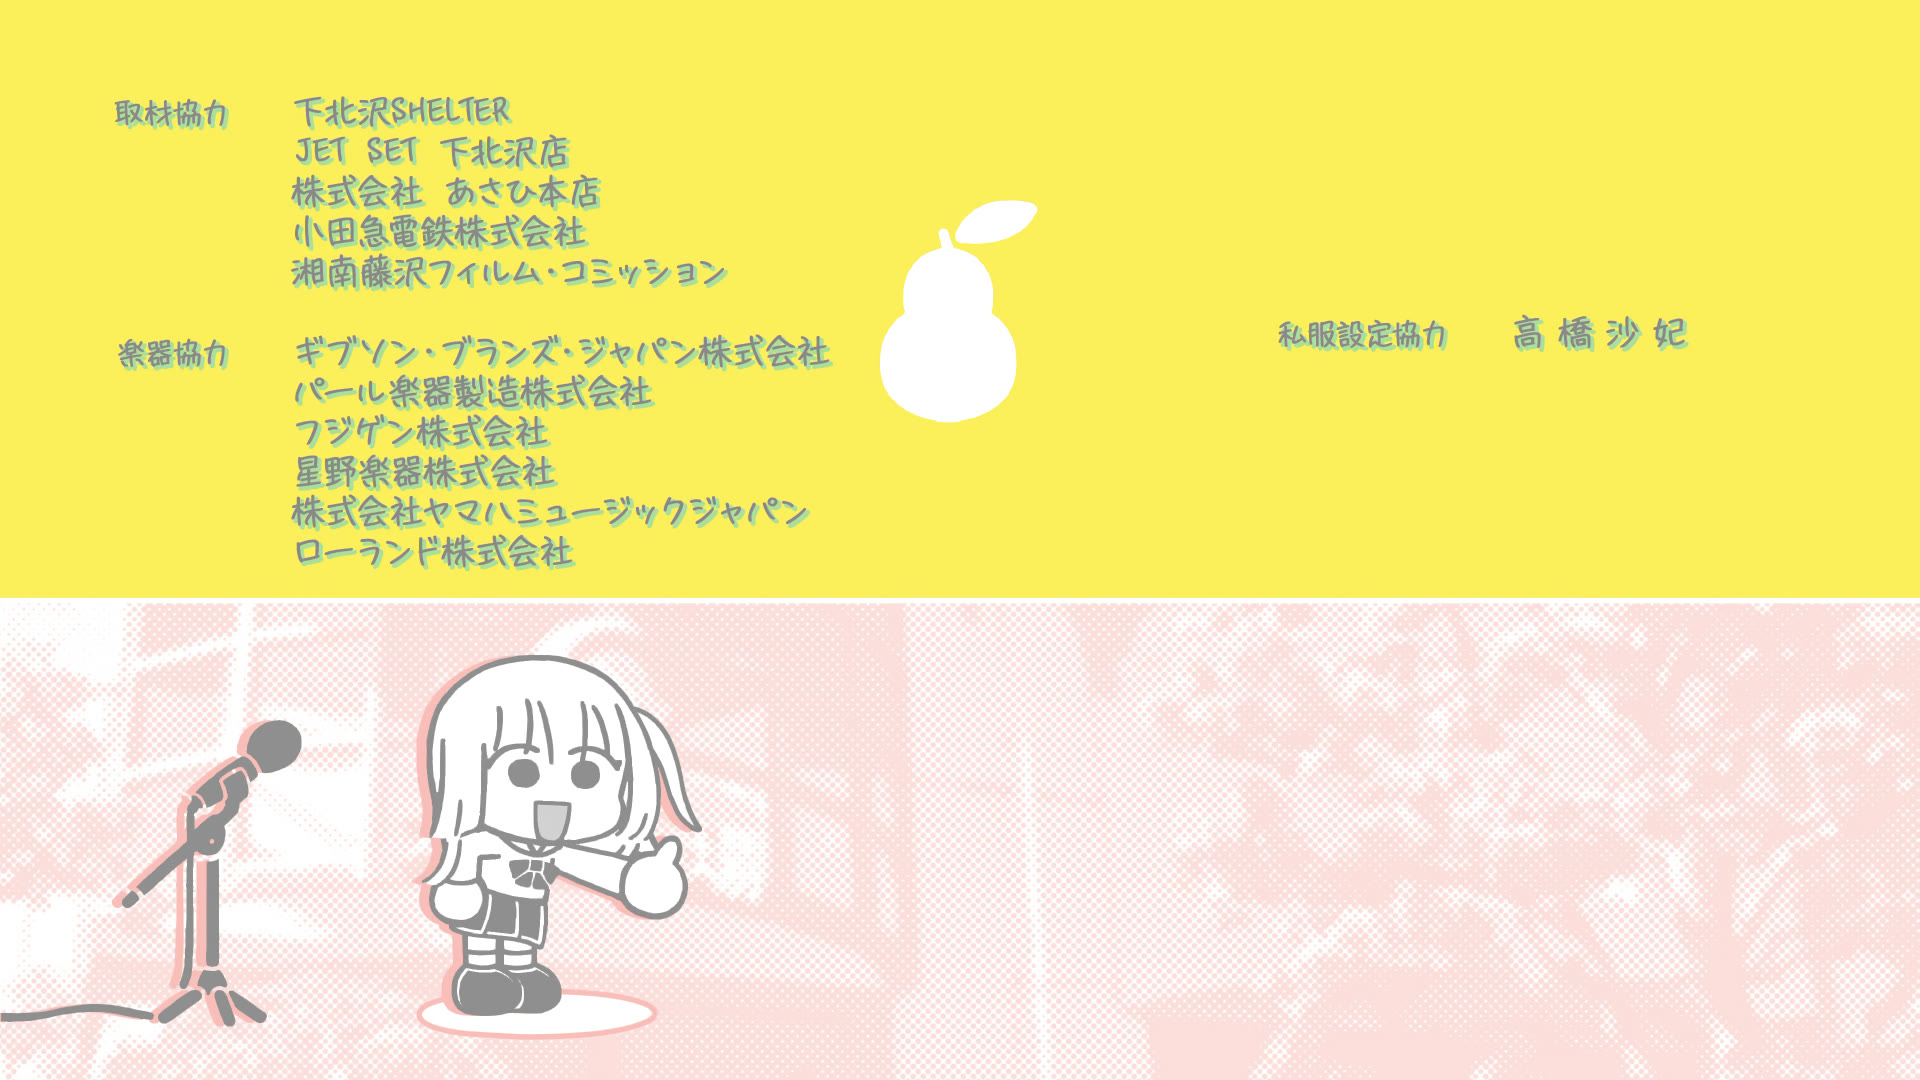 取材協力 下北沢SHELTER
JET SET 下北沢店
株式会社 あさひ本店
小田急電鉄株式会社
湘南藤沢フィルム・コミッション
楽器協力 ギブソン・ブランズ・ジャパン株式会社
パール楽器製造株式会社
フジゲン株式会社
星野楽器株式会社
株式会社ヤマハミュージックジャパン
ローランド株式会社
私服設定協力 高橋沙妃